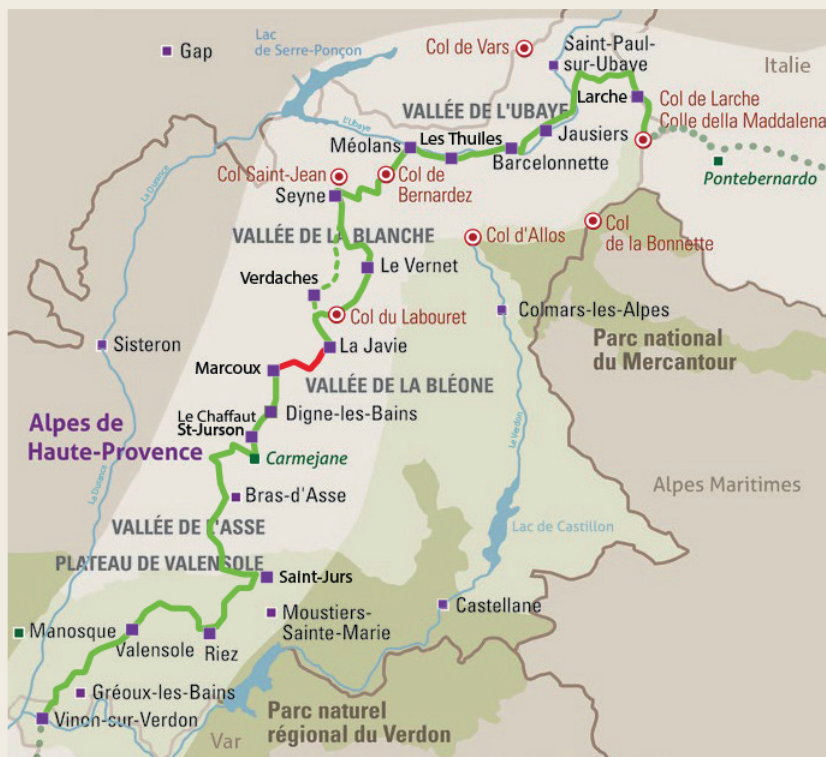 Lac
de Serre-Ponçon
Gap
Col de Vars
Saint-Paul-
sur-Ubaye
Italie
VALLÉE DE L'UBAYE
Larche
Col de Larche
Colle della Maddalena
L'Ubaye
Méolans
Les Thulles
Jausiers
Barcelonnette
Pontebernardo
La Durance
Col Saint-Jean
Col de
Bernardez
Seyne
VALLÉE DE LA BLANCHE
Col d'Allos
Col
de la Bonnette
Le Vernet
Verdaches
Col du Labouret
Colmars-les-Alpes
Parc national
du Mercantour
Sisteron
La Javie
Marcoux
VALLÉE DE LA BLÉONE
Le Verdon
Le Chaffaut
St-Jurson
Digne-les-Bains
Alpes de
Haute-Provence
Carmejane
Alpes Maritimes
La Durance
Bras-d'Asse
VALLÉE DE L'ASSE
Lac de Castillon
PLATEAU DE VALENSOLE
Saint-Jurs
Castellane
Manosque
Moustiers-
Sainte-Marie
Valensole
Riez
Gréoux-les-Bains
Vinon-sur-Verdon
Parc naturel
régional du Verdon
Var